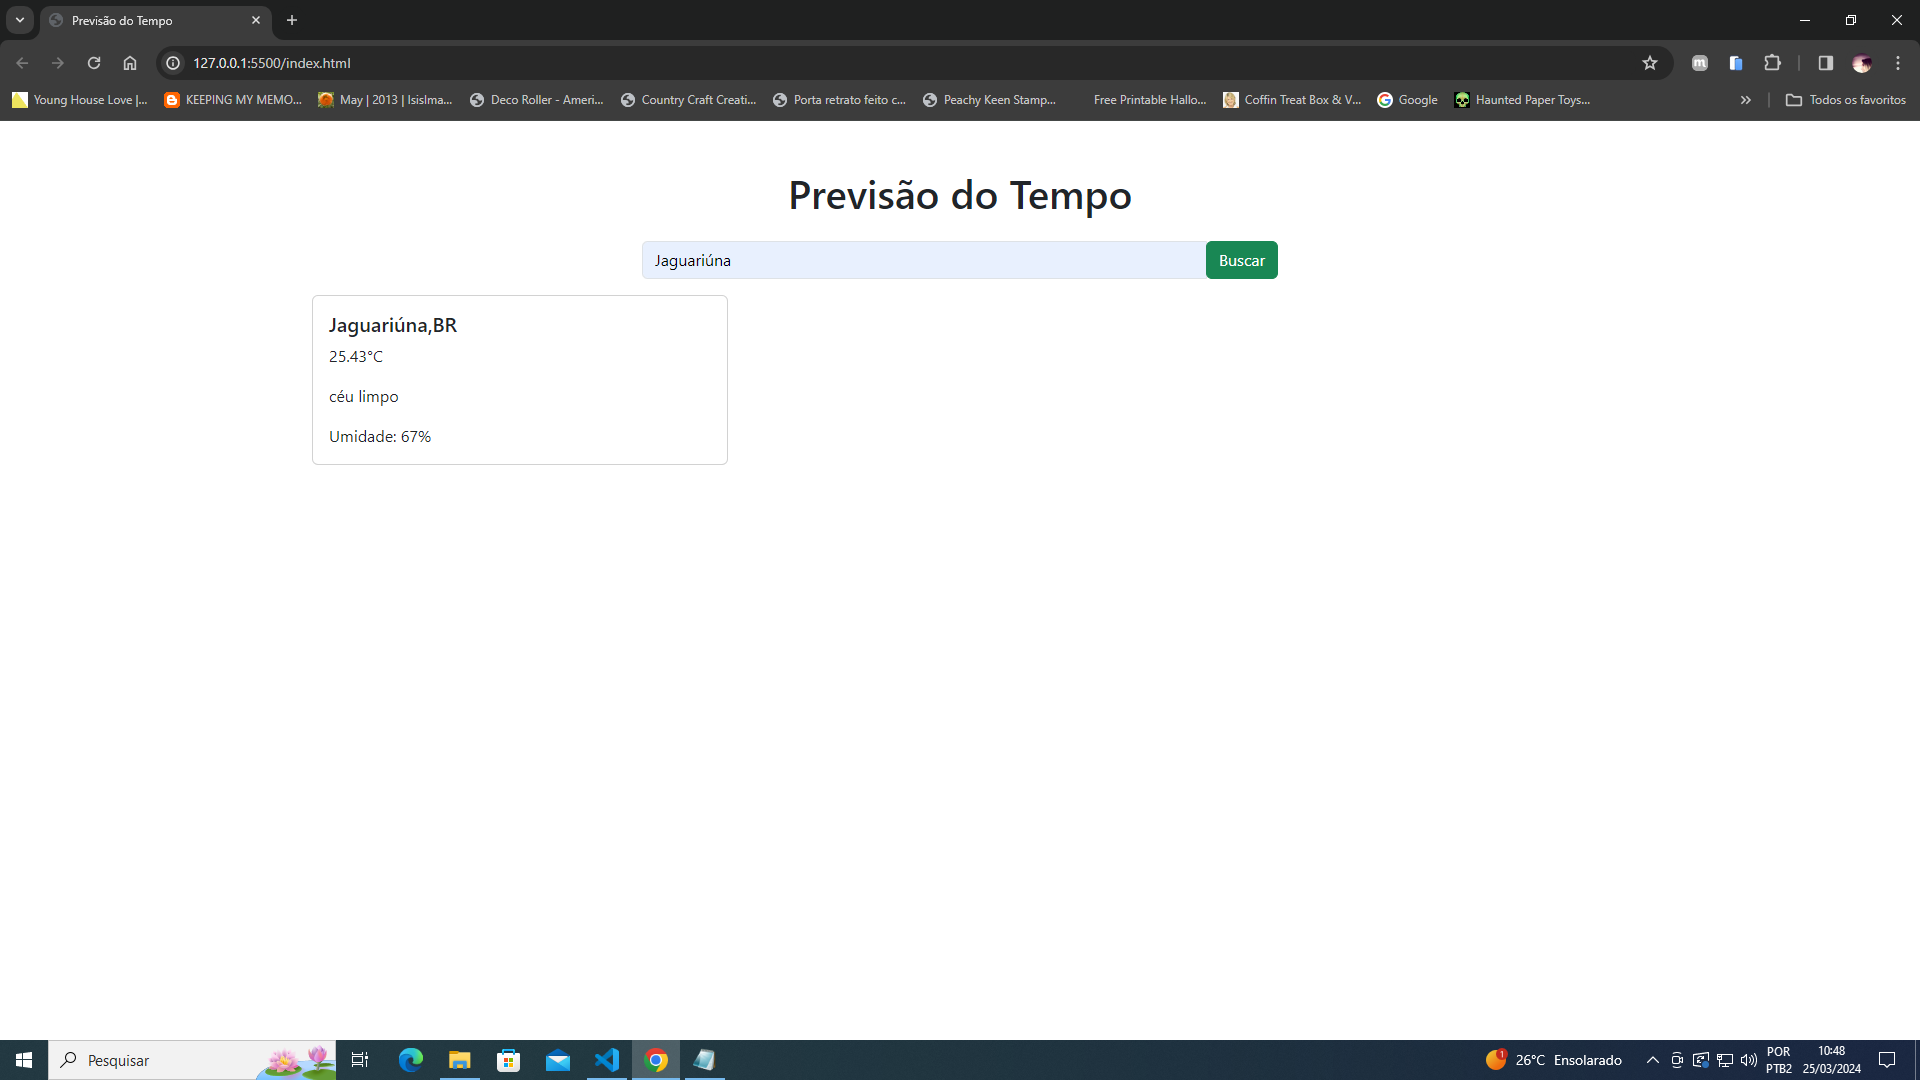 Previsão do Tempo
127.0.0.1:5500/index.html
Young House Love |... KEEPING MY MEMO... May | 2013 | Isislma... Deco Roller - Ameri... Country Craft Creati... Porta retrato feito c... Peachy Keen Stamp... Free Printable Hallo... Coffin Treat Box & V... Google Haunted Paper Toys... Todos os favoritos
Previsão do Tempo
Jaguariúna Buscar
Jaguariúna,BR
25.43°C
céu limpo
Umidade: 67%
Pesquisar
1 26°C Ensolarado
POR
PTB2
10:48
25/03/2024